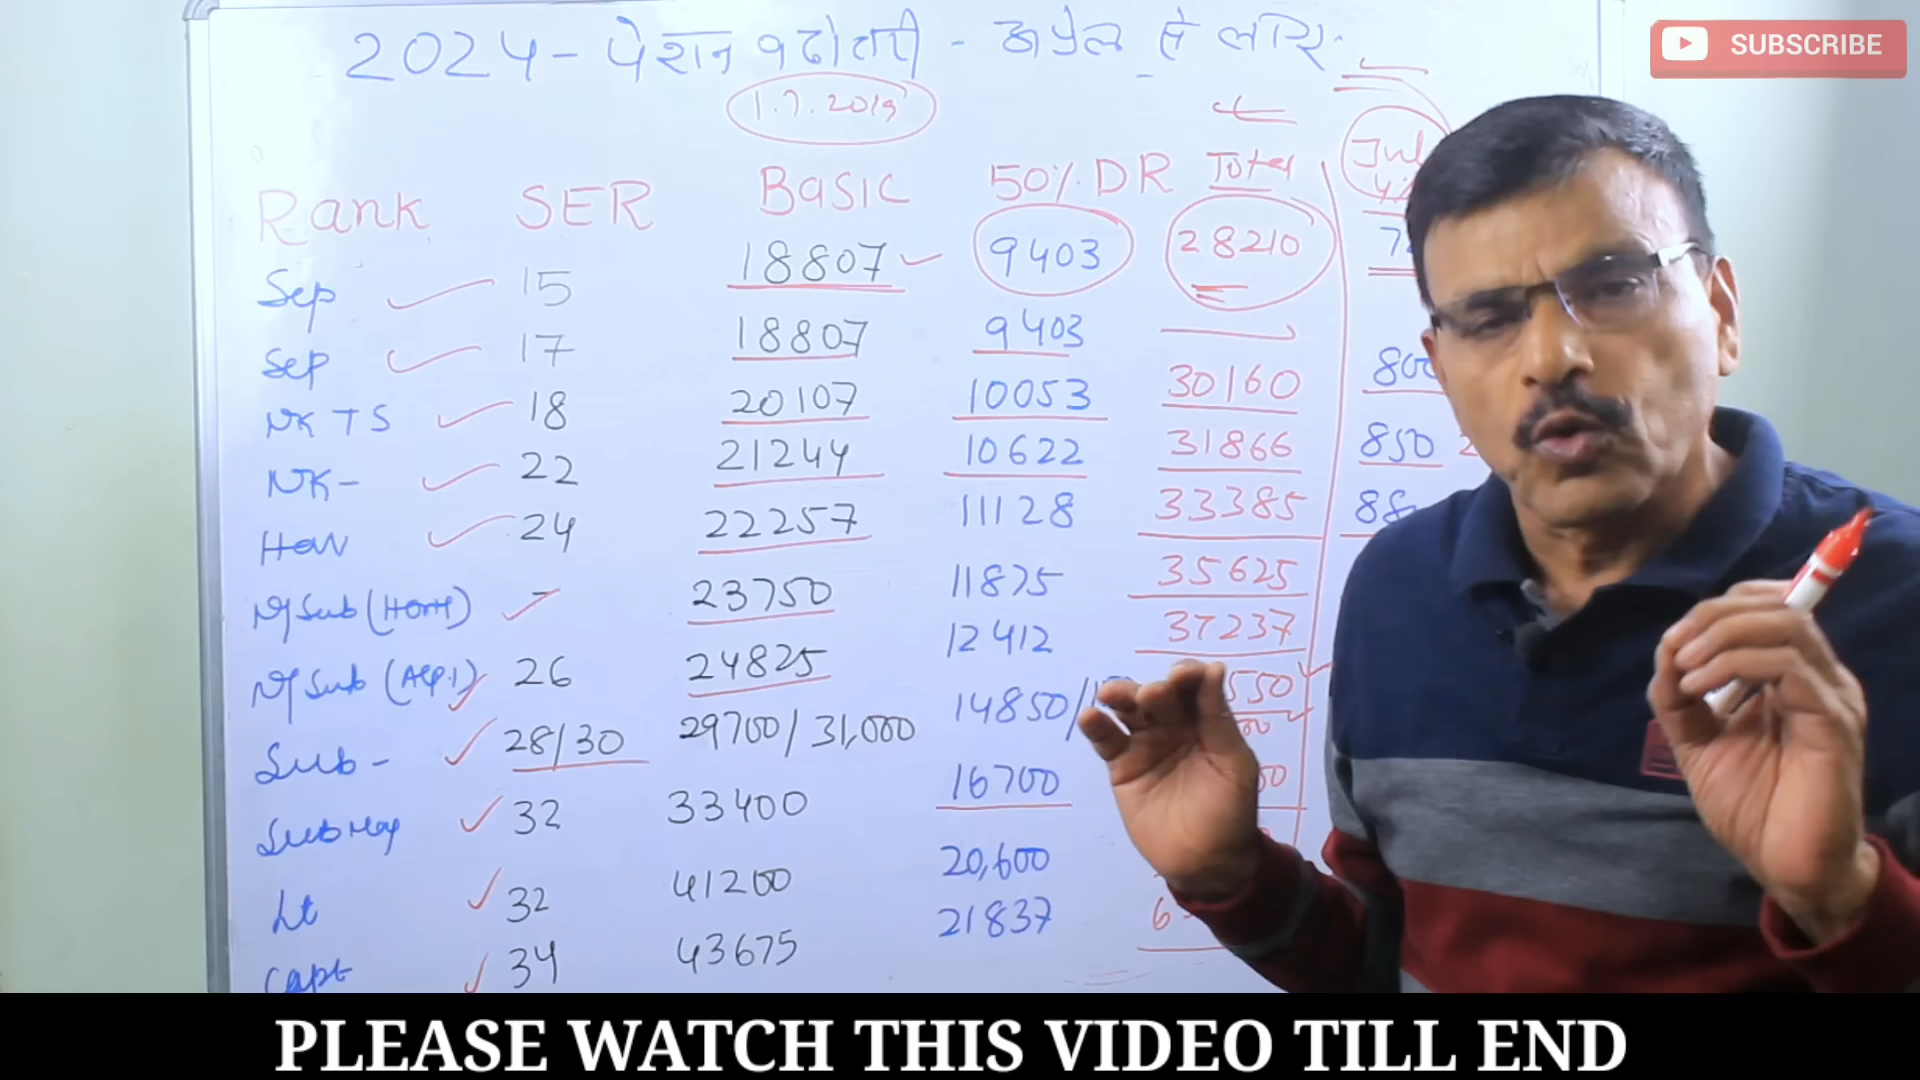 2024 - पेंशन बढ़ोतरी - अप्रैल से लागू
SUBSCRIBE
1.7.2019
Rank SER BASIC 50% DR Total Jul
Sep 15 18807 9403 28210
Sep 17 18807 9403
NK TS 18 20107 10053 30160 800
NK - 22 21244 10622 31866 850
Hav 24 22257 11128 33385
N/Sub (Hony) - 23750 11875 35625
N/Sub (ACP.1) 26 24825 12412 37237
Sub - 28/30 29700/31,000 14850/
Sub Maj 32 33400 16700
Lt 32 41200 20,600
Capt 34 43675 21837
PLEASE WATCH THIS VIDEO TILL END